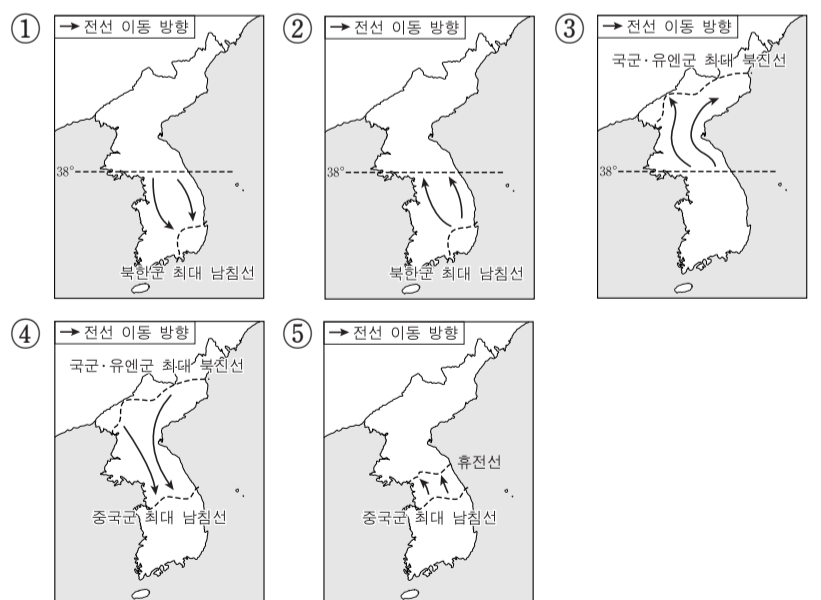 ① → 전선 이동 방향
38°
북한군 최대 남침선
② → 전선 이동 방향
38°
북한군 최대 남침선
③ → 전선 이동 방향
국군·유엔군 최대 북진선
38°
④ → 전선 이동 방향
국군·유엔군 최대 북진선
중국군 최대 남침선
⑤ → 전선 이동 방향
휴전선
중국군 최대 남침선